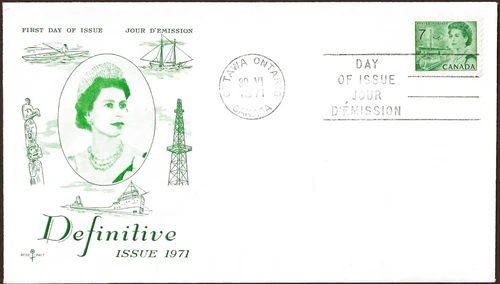 FIRST DAY OF ISSUE JOUR D'ÉMISSION
7
CANADA
OTTAWA ONTARIO
30 VI
1971
CANADA
DAY
OF ISSUE
JOUR
D'ÉMISSION
Definitive
ISSUE 1971